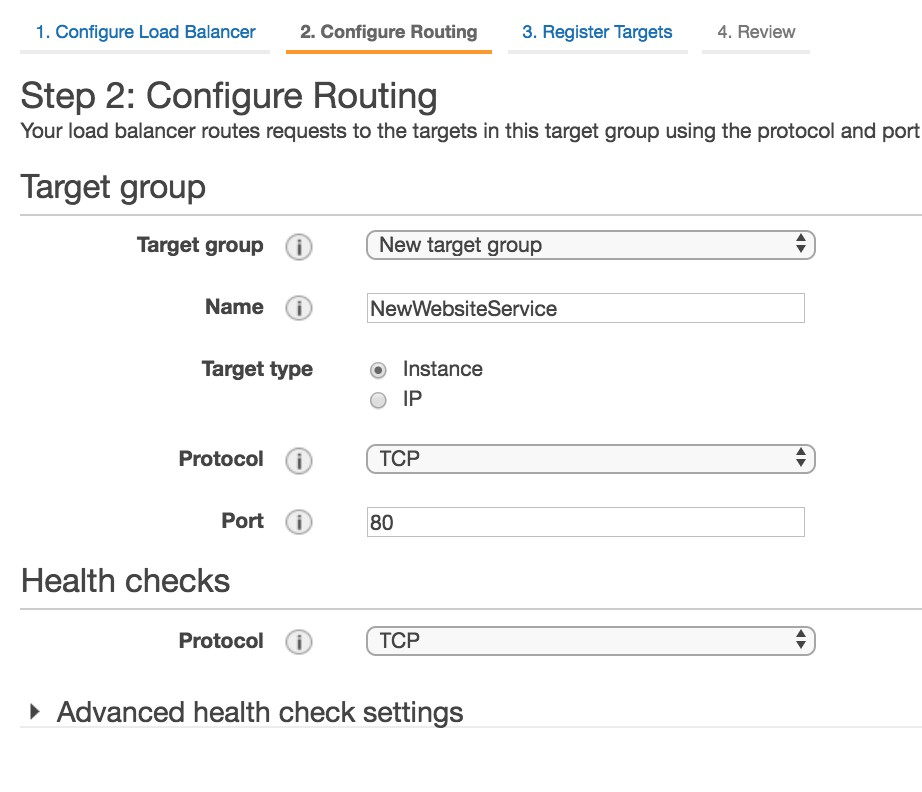 1. Configure Load Balancer 2. Configure Routing 3. Register Targets 4. Review
Step 2: Configure Routing
Your load balancer routes requests to the targets in this target group using the protocol and port
Target group
Target group i New target group
Name i NewWebsiteService
Target type Instance
IP
Protocol i TCP
Port i 80
Health checks
Protocol i TCP
Advanced health check settings